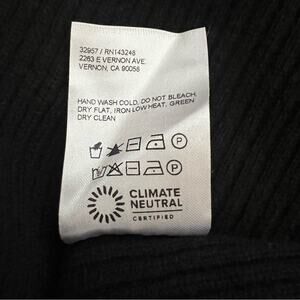 32957 / RN143248
2263 E VERNON AVE.
VERNON, CA 90058
HAND WASH COLD. DO NOT BLEACH.
DRY FLAT, IRON LOW HEAT. GREEN
DRY CLEAN
P
P
CLIMATE
NEUTRAL
CERTIFIED